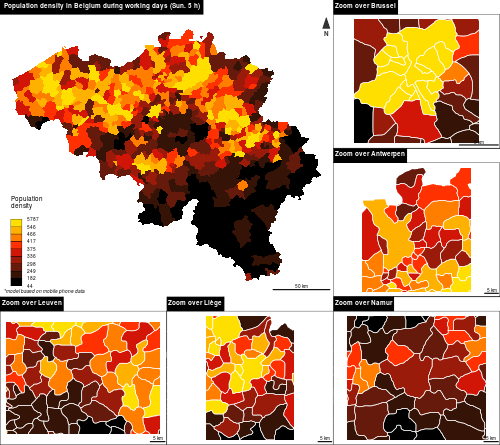 Population density in Belgium during working days (Sun. 5 h)
N
Population
density
5787
546
466
417
375
336
298
249
182
44
*model based on mobile phone data
50 km
Zoom over Brussel
Zoom over Antwerpen
5 km
Zoom over Leuven
5 km
Zoom over Liège
5 km
Zoom over Namur
5 km